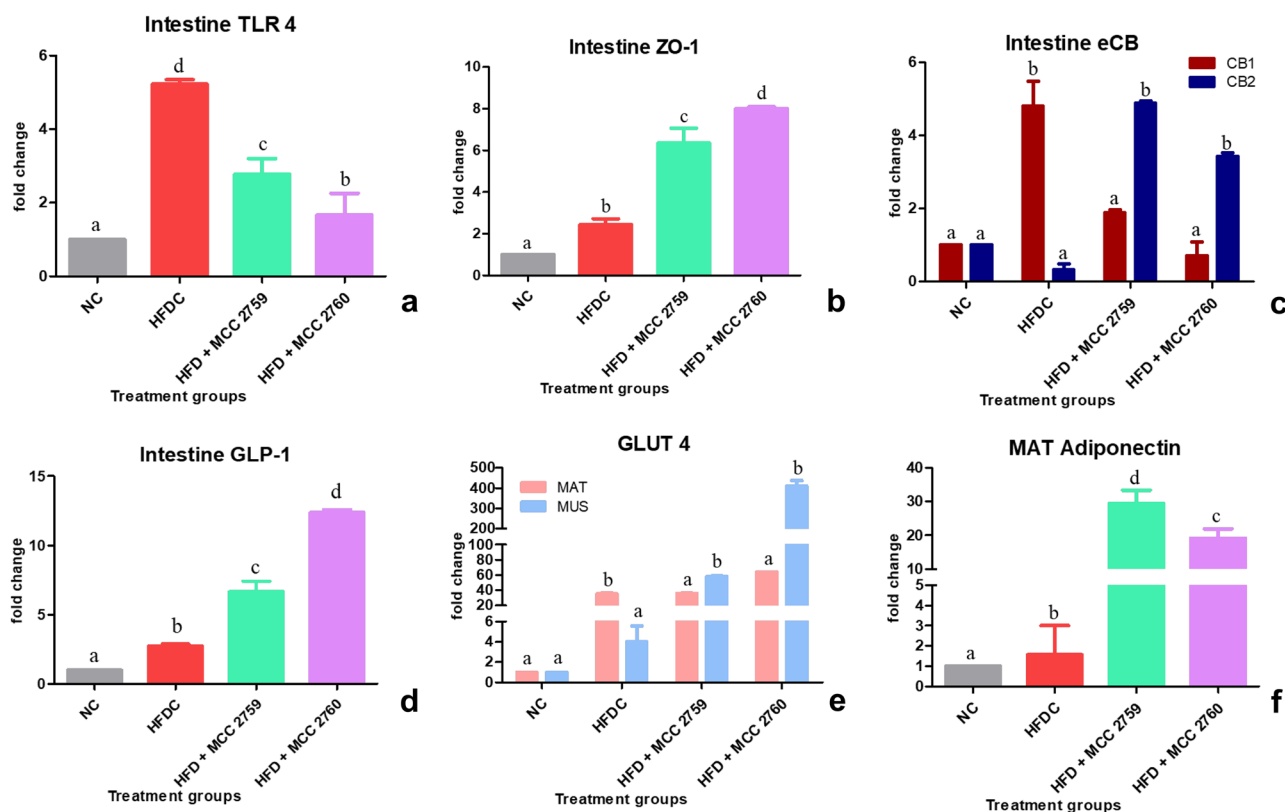 Intestine TLR 4
fold change
6
4
2
0
a
d
c
b
NC
HFDC
HFD + MCC 2759
HFD + MCC 2760
Treatment groups
a
Intestine ZO-1
fold change
10
8
6
4
2
0
a
b
c
d
NC
HFDC
HFD + MCC 2759
HFD + MCC 2760
Treatment groups
b
Intestine eCB
CB1
CB2
fold change
6
4
2
0
a
a
b
a
a
b
a
b
NC
HFDC
HFD + MCC 2759
HFD + MCC 2760
Treatment groups
c
Intestine GLP-1
fold change
15
10
5
0
a
b
c
d
NC
HFDC
HFD + MCC 2759
HFD + MCC 2760
Treatment groups
d
GLUT 4
MAT
MUS
fold change
500
400
300
200
100
80
60
40
20
6
4
2
0
a
a
b
a
a
b
a
b
NC
HFDC
HFD + MCC 2759
HFD + MCC 2760
Treatment groups
e
MAT Adiponectin
fold change
40
30
20
10
5
4
3
2
1
0
a
b
d
c
NC
HFDC
HFD + MCC 2759
HFD + MCC 2760
Treatment groups
f